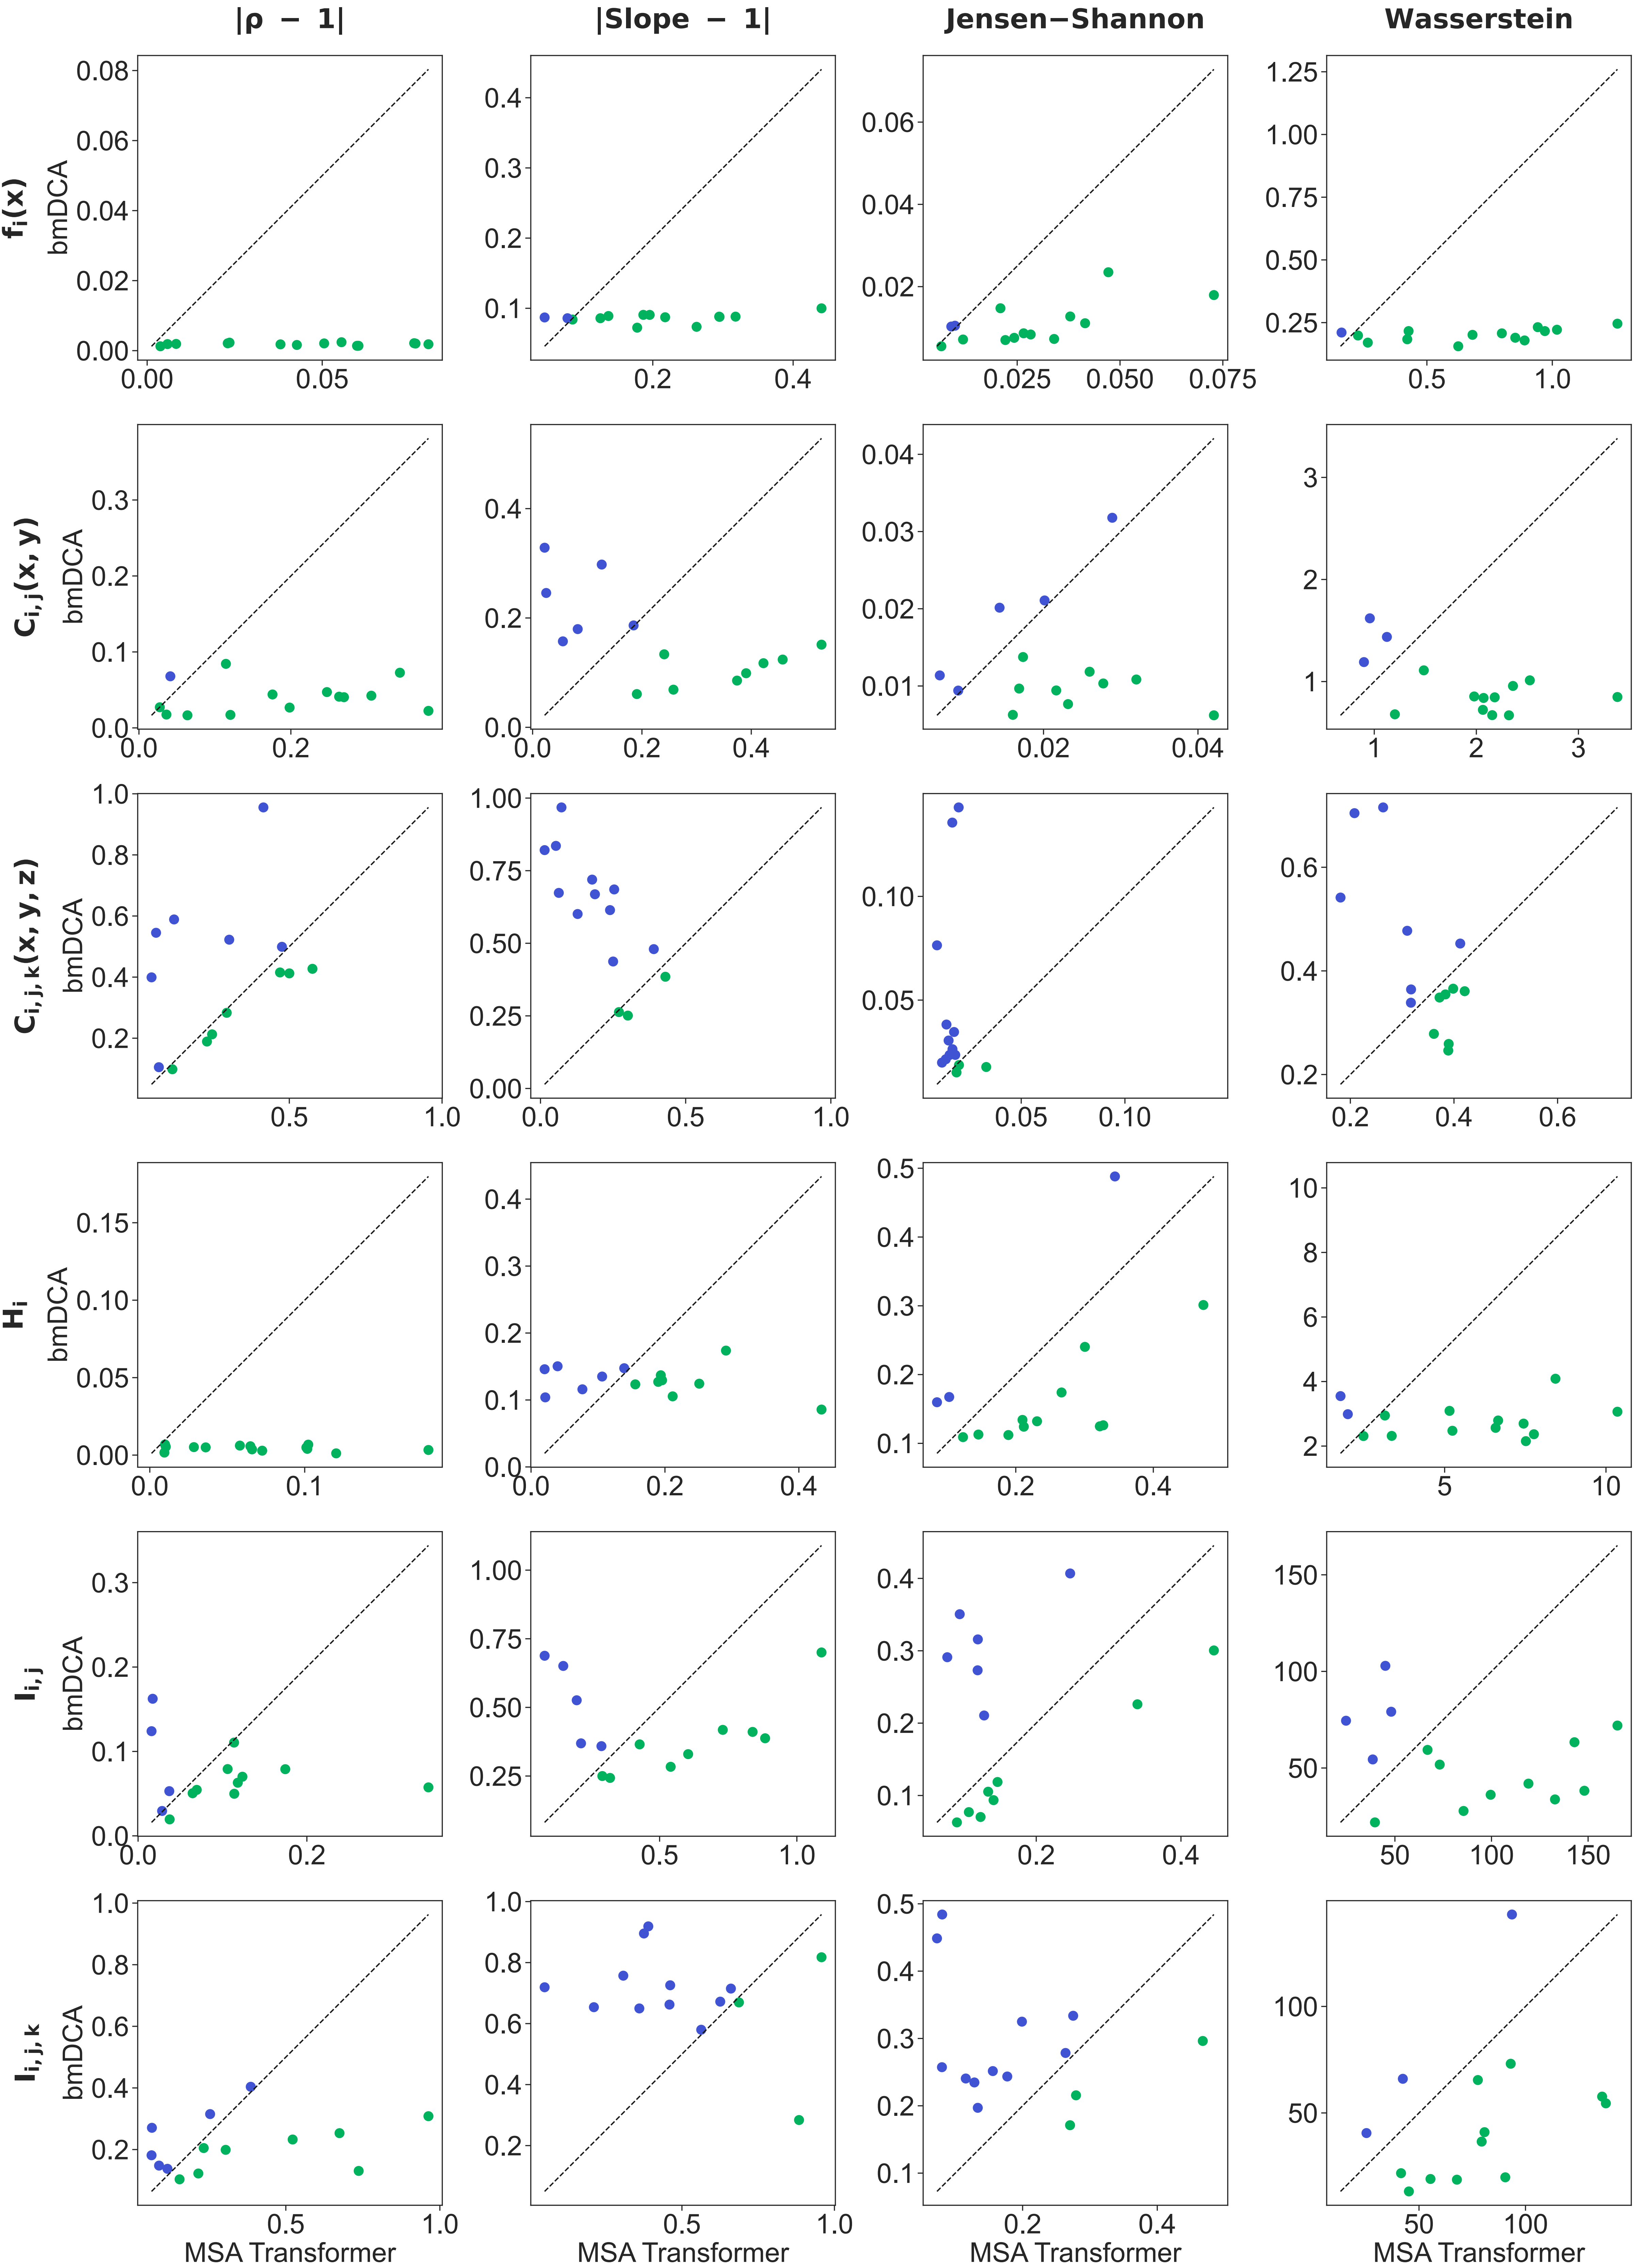 |ρ − 1| |Slope − 1| Jensen−Shannon Wasserstein
fᵢ(x)
bmDCA
0.08 0.06 0.04 0.02 0.00
0.00 0.05
0.4 0.3 0.2 0.1
0.2 0.4
0.06 0.04 0.02
0.025 0.050 0.075
1.25 1.00 0.75 0.50 0.25
0.5 1.0
C_{i, j}(x, y)
bmDCA
0.3 0.2 0.1 0.0
0.0 0.2
0.4 0.2 0.0
0.0 0.2 0.4
0.04 0.03 0.02 0.01
0.02 0.04
3 2 1
1 2 3
C_{i, j, k}(x, y, z)
bmDCA
1.0 0.8 0.6 0.4 0.2
0.5 1.0
1.00 0.75 0.50 0.25 0.00
0.0 0.5 1.0
0.10 0.05
0.05 0.10
0.6 0.4 0.2
0.2 0.4 0.6
Hᵢ
bmDCA
0.15 0.10 0.05 0.00
0.0 0.1
0.4 0.3 0.2 0.1 0.0
0.0 0.2 0.4
0.5 0.4 0.3 0.2 0.1
0.2 0.4
10 8 6 4 2
5 10
I_{i, j}
bmDCA
0.3 0.2 0.1 0.0
0.0 0.2
1.00 0.75 0.50 0.25
0.5 1.0
0.4 0.3 0.2 0.1
0.2 0.4
150 100 50
50 100 150
I_{i, j, k}
bmDCA
1.0 0.8 0.6 0.4 0.2
0.5 1.0
1.0 0.8 0.6 0.4 0.2
0.5 1.0
0.5 0.4 0.3 0.2 0.1
0.2 0.4
100 50
50 100
MSA Transformer MSA Transformer MSA Transformer MSA Transformer